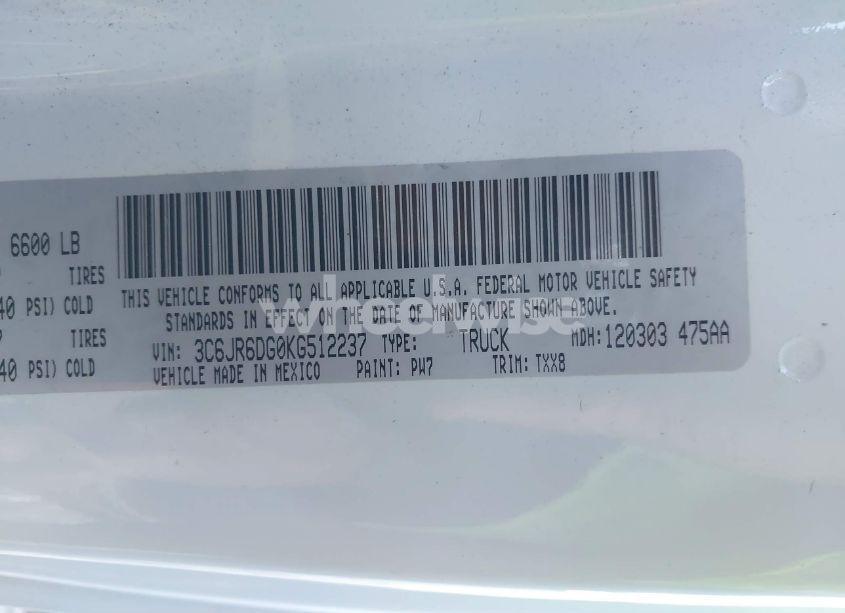 6600 LB
TIRES
40 PSI) COLD
TIRES
40 PSI) COLD
THIS VEHICLE CONFORMS TO ALL APPLICABLE U.S.A. FEDERAL MOTOR VEHICLE SAFETY
STANDARDS IN EFFECT ON THE DATE OF MANUFACTURE SHOWN ABOVE.
VIN: 3C6JR6DG0KG512237 TYPE: TRUCK MDH: 120303 475AA
VEHICLE MADE IN MEXICO PAINT: PW7 TRIM: TXX8
wheelwise